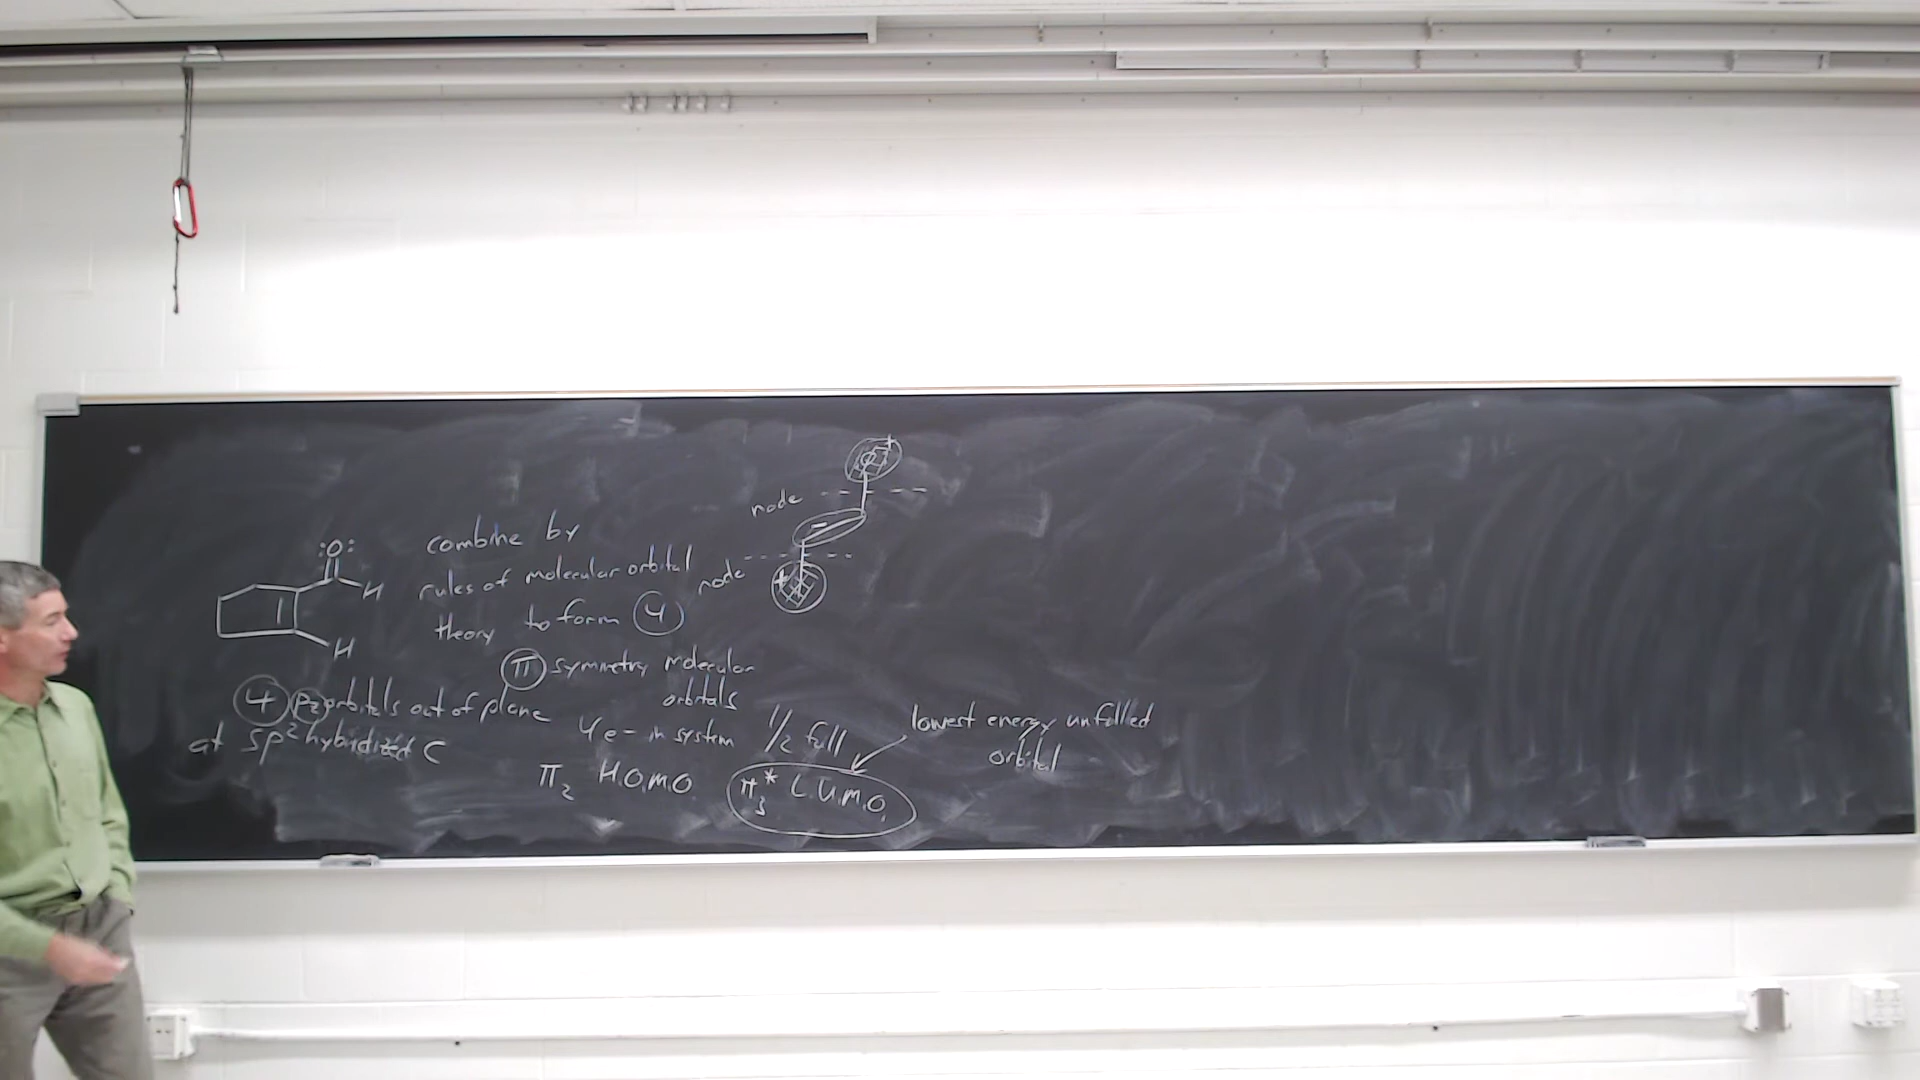 :O:
H
H
4 pz orbitals out of plane
at sp2 hybridized C
combine by
rules of molecular orbital
theory to form 4
π symmetry molecular
orbitals
4 e- in system 1/2 full
π2 H.O.M.O π3* L.U.M.O.
lowest energy unfilled
orbital
+
node
-
node
+